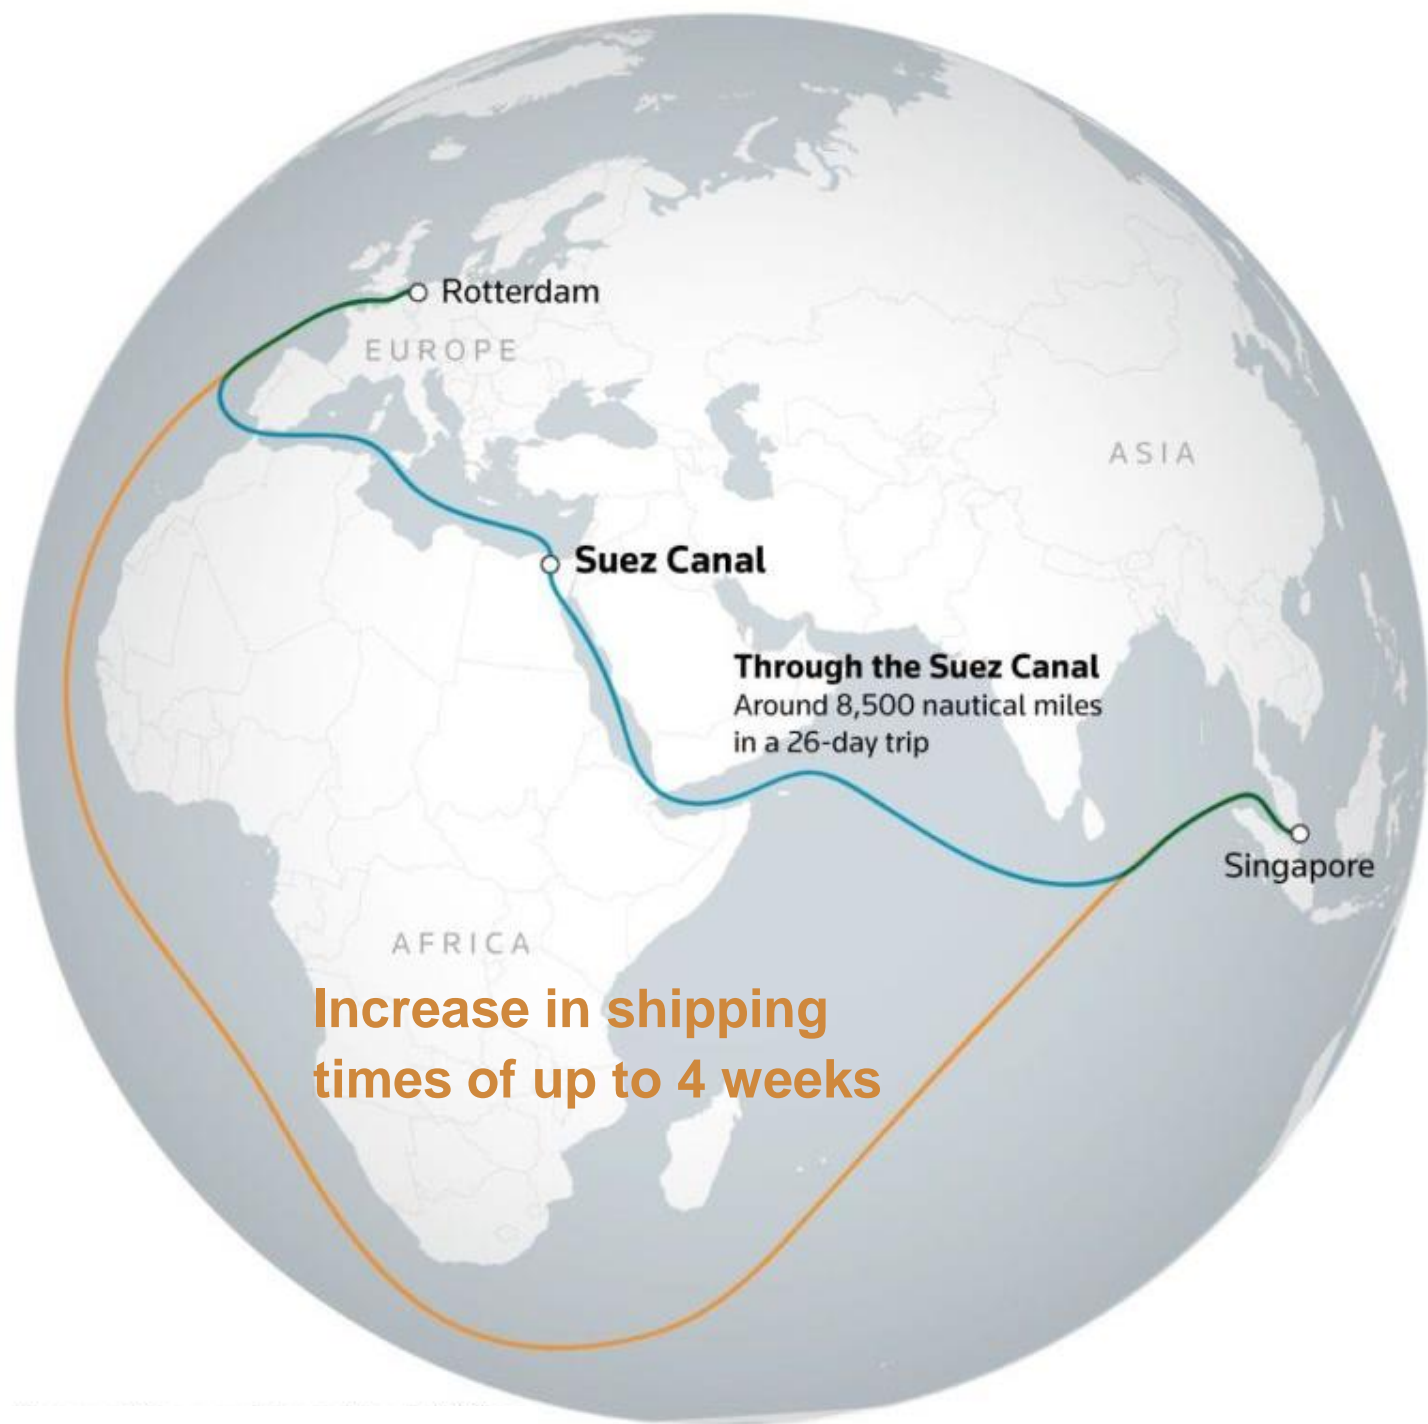 Rotterdam
EUROPE
ASIA
Suez Canal
Through the Suez Canal
Around 8,500 nautical miles
in a 26-day trip
Singapore
AFRICA
Increase in shipping
times of up to 4 weeks